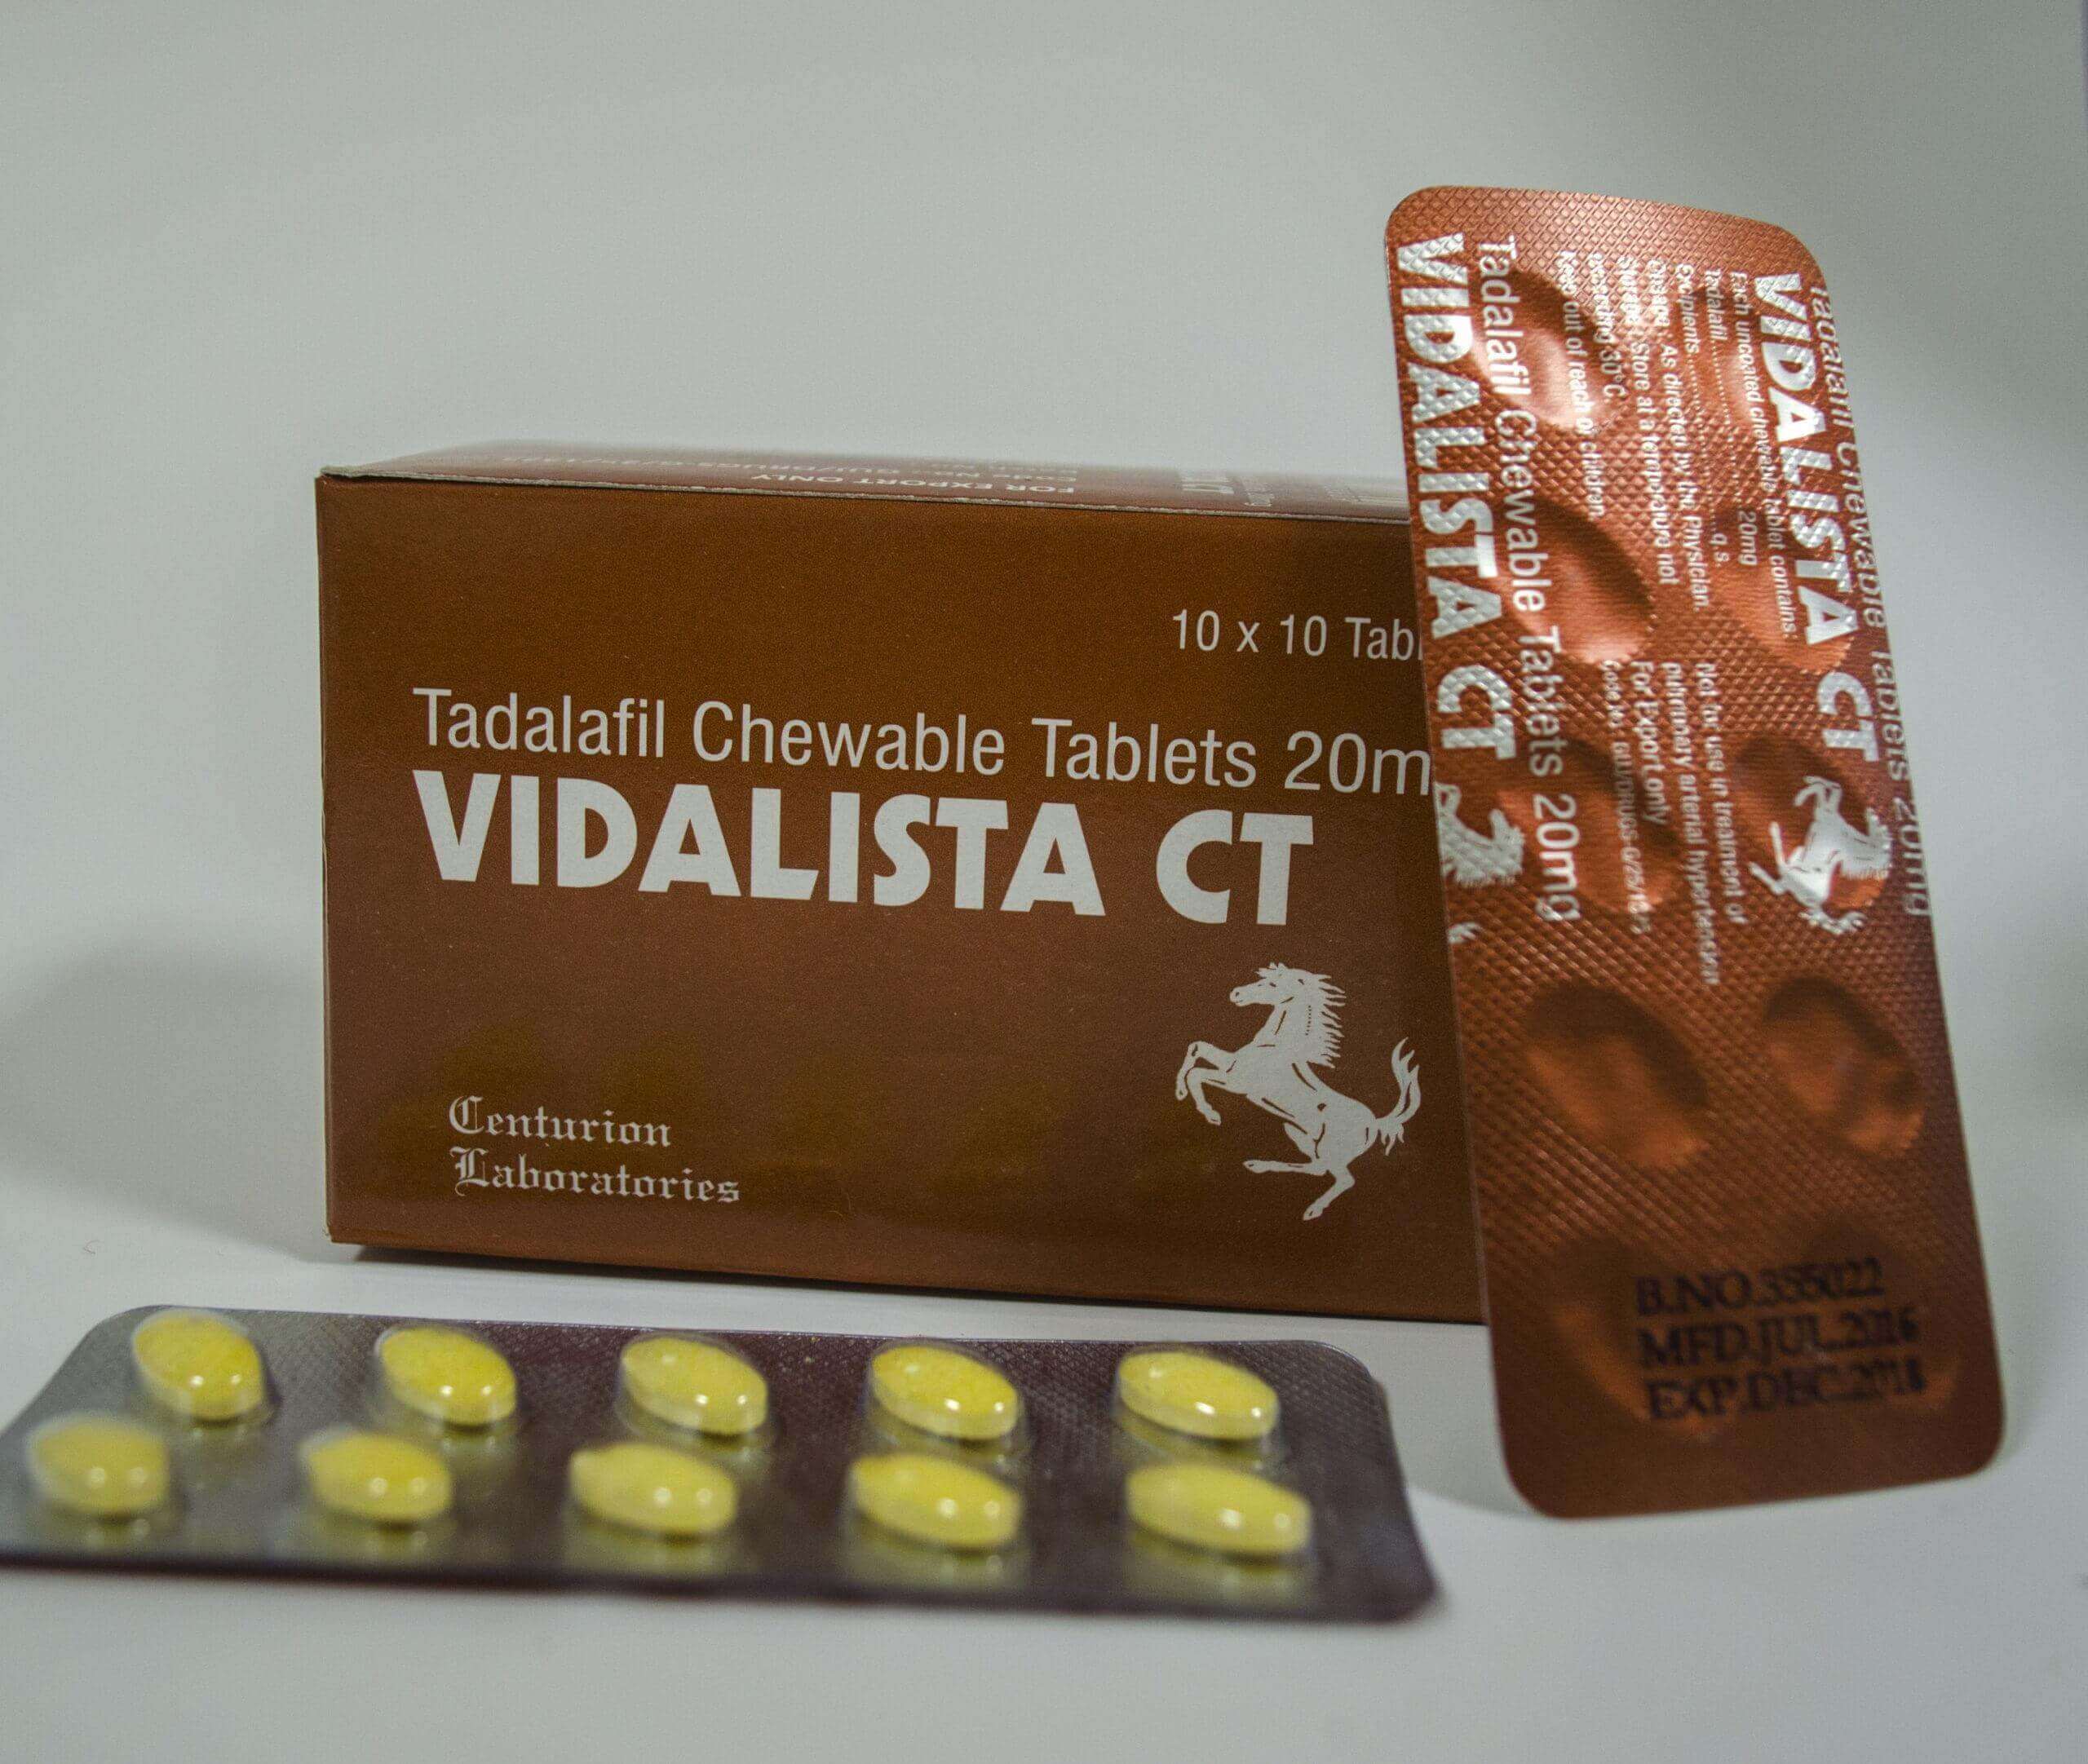 FOR EXPORT ONLY
10 x 10 Tab
Tadalafil Chewable Tablets 20m
VIDALISTA CT
Centurion
Laboratories
Tadalafil Chewable Tablets 20mg
VIDALISTA CT
Each uncoated chewable tablet contains:
Tadalafil 20mg
Excipients q.s
Dosage : As directed by the Physician.
Storage : Store at a temperature not
exceeding 30°C
Keep out of reach of children
Not for use in treatment of
pulmonary arterial hypertension
For Export only
Tadalafil Chewable Tablets 20mg
VIDALISTA CT
B.NO.355022
MFD.JUL.2016
EXP.DEC.2018